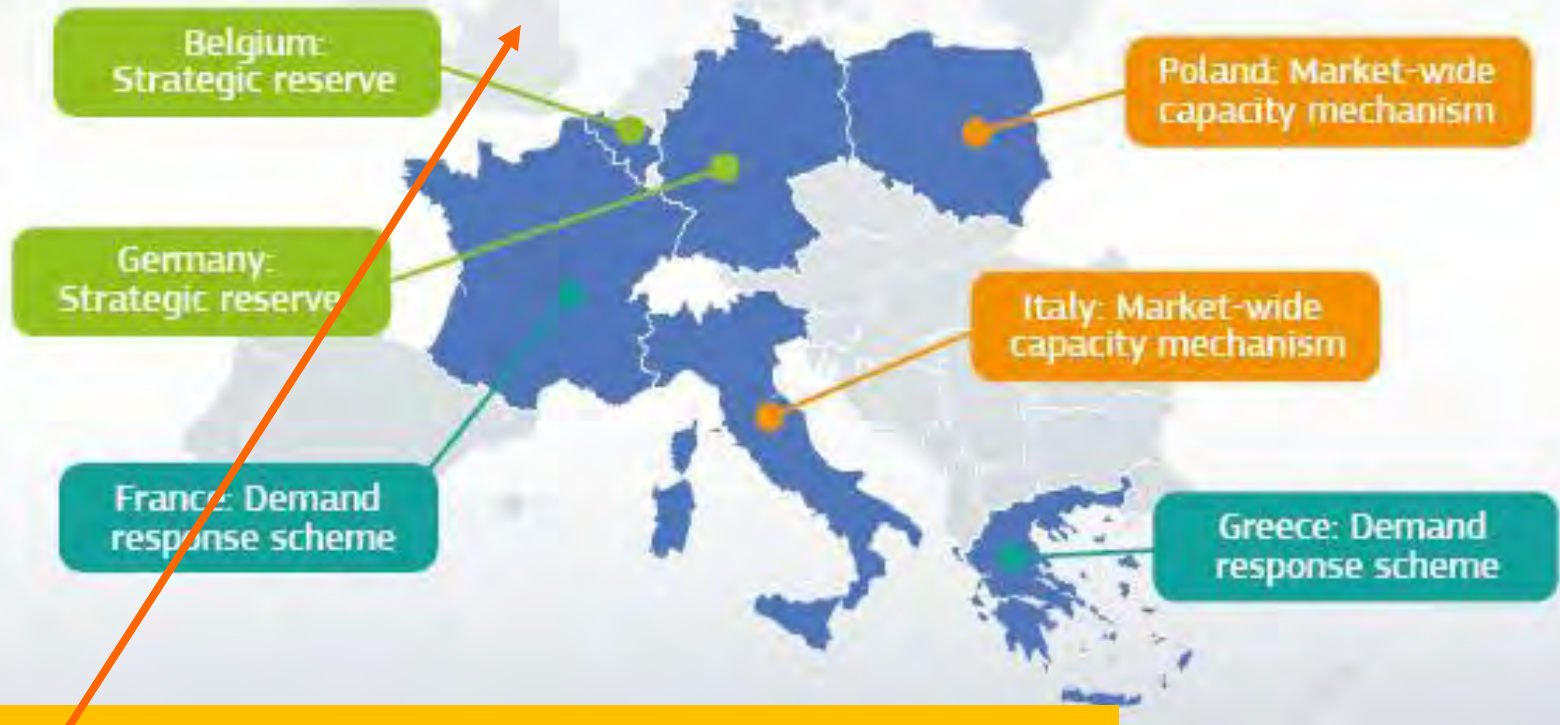 Belgium:
Strategic reserve
Poland: Market-wide
capacity mechanism
Germany:
Strategic reserve
Italy: Market-wide
capacity mechanism
France: Demand
response scheme
Greece: Demand
response scheme